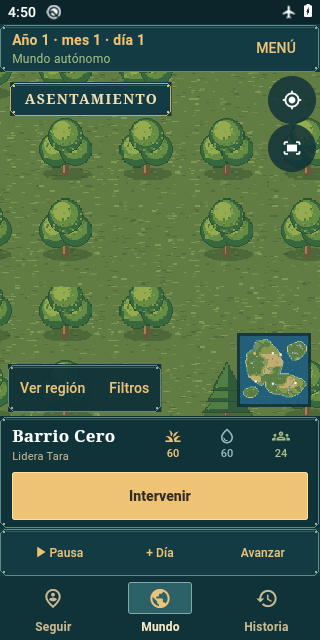 4:50
Año 1 · mes 1 · día 1
MENÚ
Mundo autónomo
ASENTAMIENTO
Ver región
Filtros
Barrio Cero
Lidera Tara
60
60
24
Intervenir
Pausa
+ Día
Avanzar
Seguir
Mundo
Historia